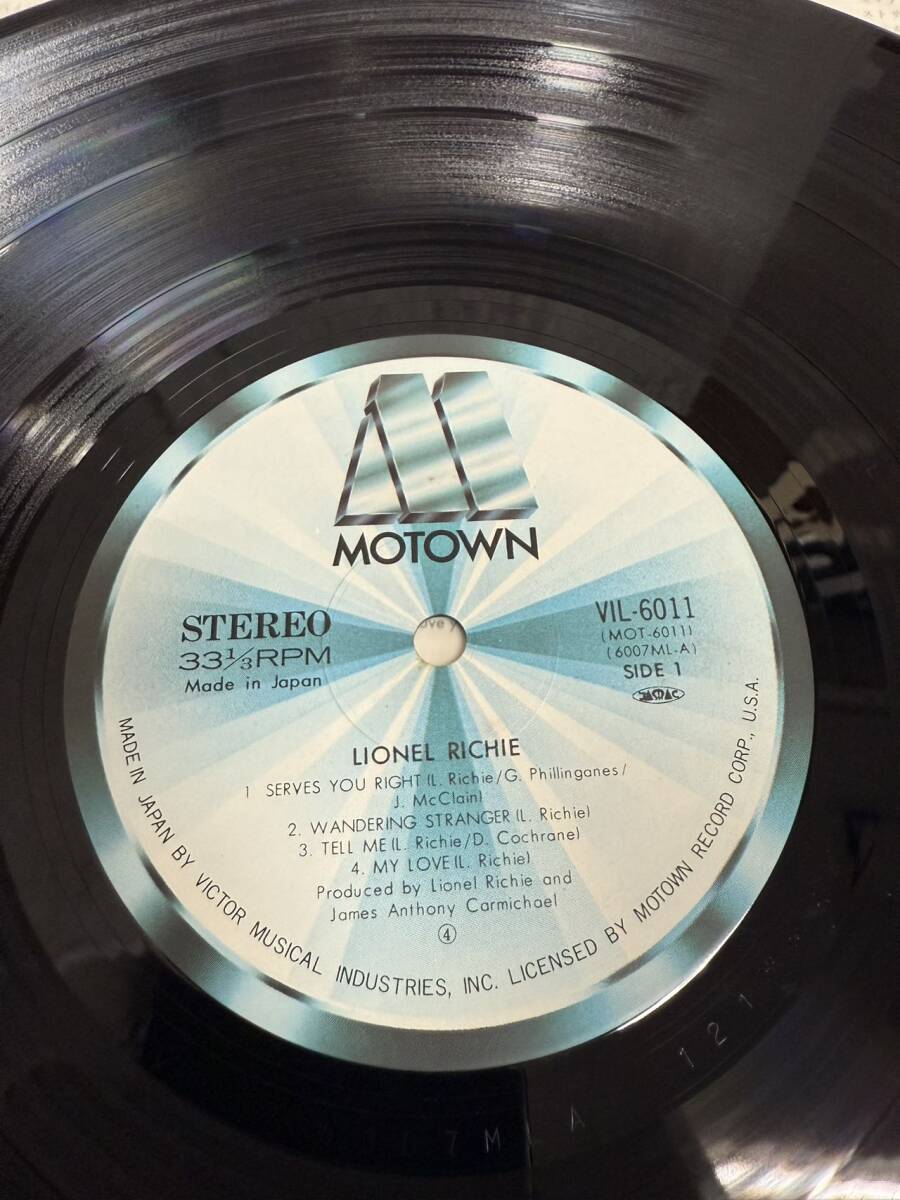 MOTOWN
STEREO
33⅓RPM
Made in Japan
VIL-6011
(MOT-6011)
(6007ML-A)
SIDE 1
LIONEL RICHIE
1 SERVES YOU RIGHT (L. Richie/G. Phillinganes/
J. McClain)
2. WANDERING STRANGER (L. Richie)
3. TELL ME (L. Richie/D. Cochrane)
4. MY LOVE (L. Richie)
Produced by Lionel Richie and
James Anthony Carmichael
④
MADE IN JAPAN BY VICTOR MUSICAL INDUSTRIES, INC. LICENSED BY MOTOWN RECORD CORP., U.S.A.
121